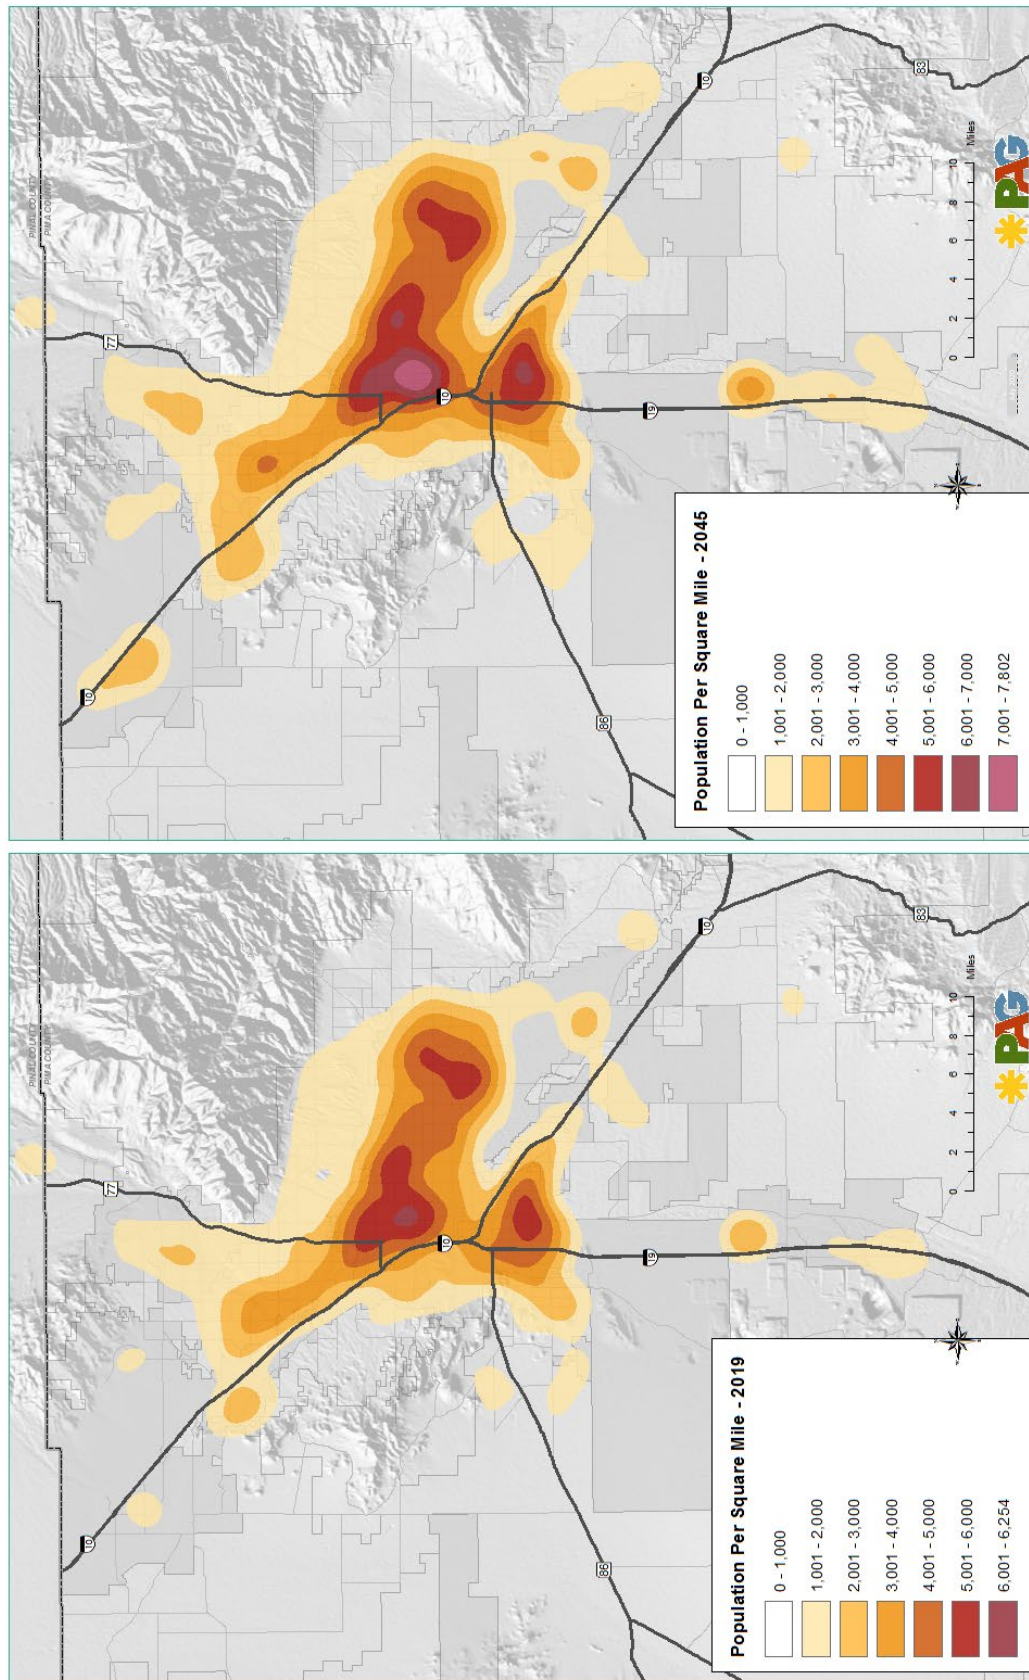 PINAL COUNTY
PIMA COUNTY
10
77
10
86
19
10
83
Population Per Square Mile - 2019
0 - 1,000
1,001 - 2,000
2,001 - 3,000
3,001 - 4,000
4,001 - 5,000
5,001 - 6,000
6,001 - 6,254
0 2 4 6 8 10
Miles
PAG
PINAL COUNTY
PIMA COUNTY
10
77
10
86
19
10
83
Population Per Square Mile - 2045
0 - 1,000
1,001 - 2,000
2,001 - 3,000
3,001 - 4,000
4,001 - 5,000
5,001 - 6,000
6,001 - 7,000
7,001 - 7,802
0 2 4 6 8 10
Miles
PAG